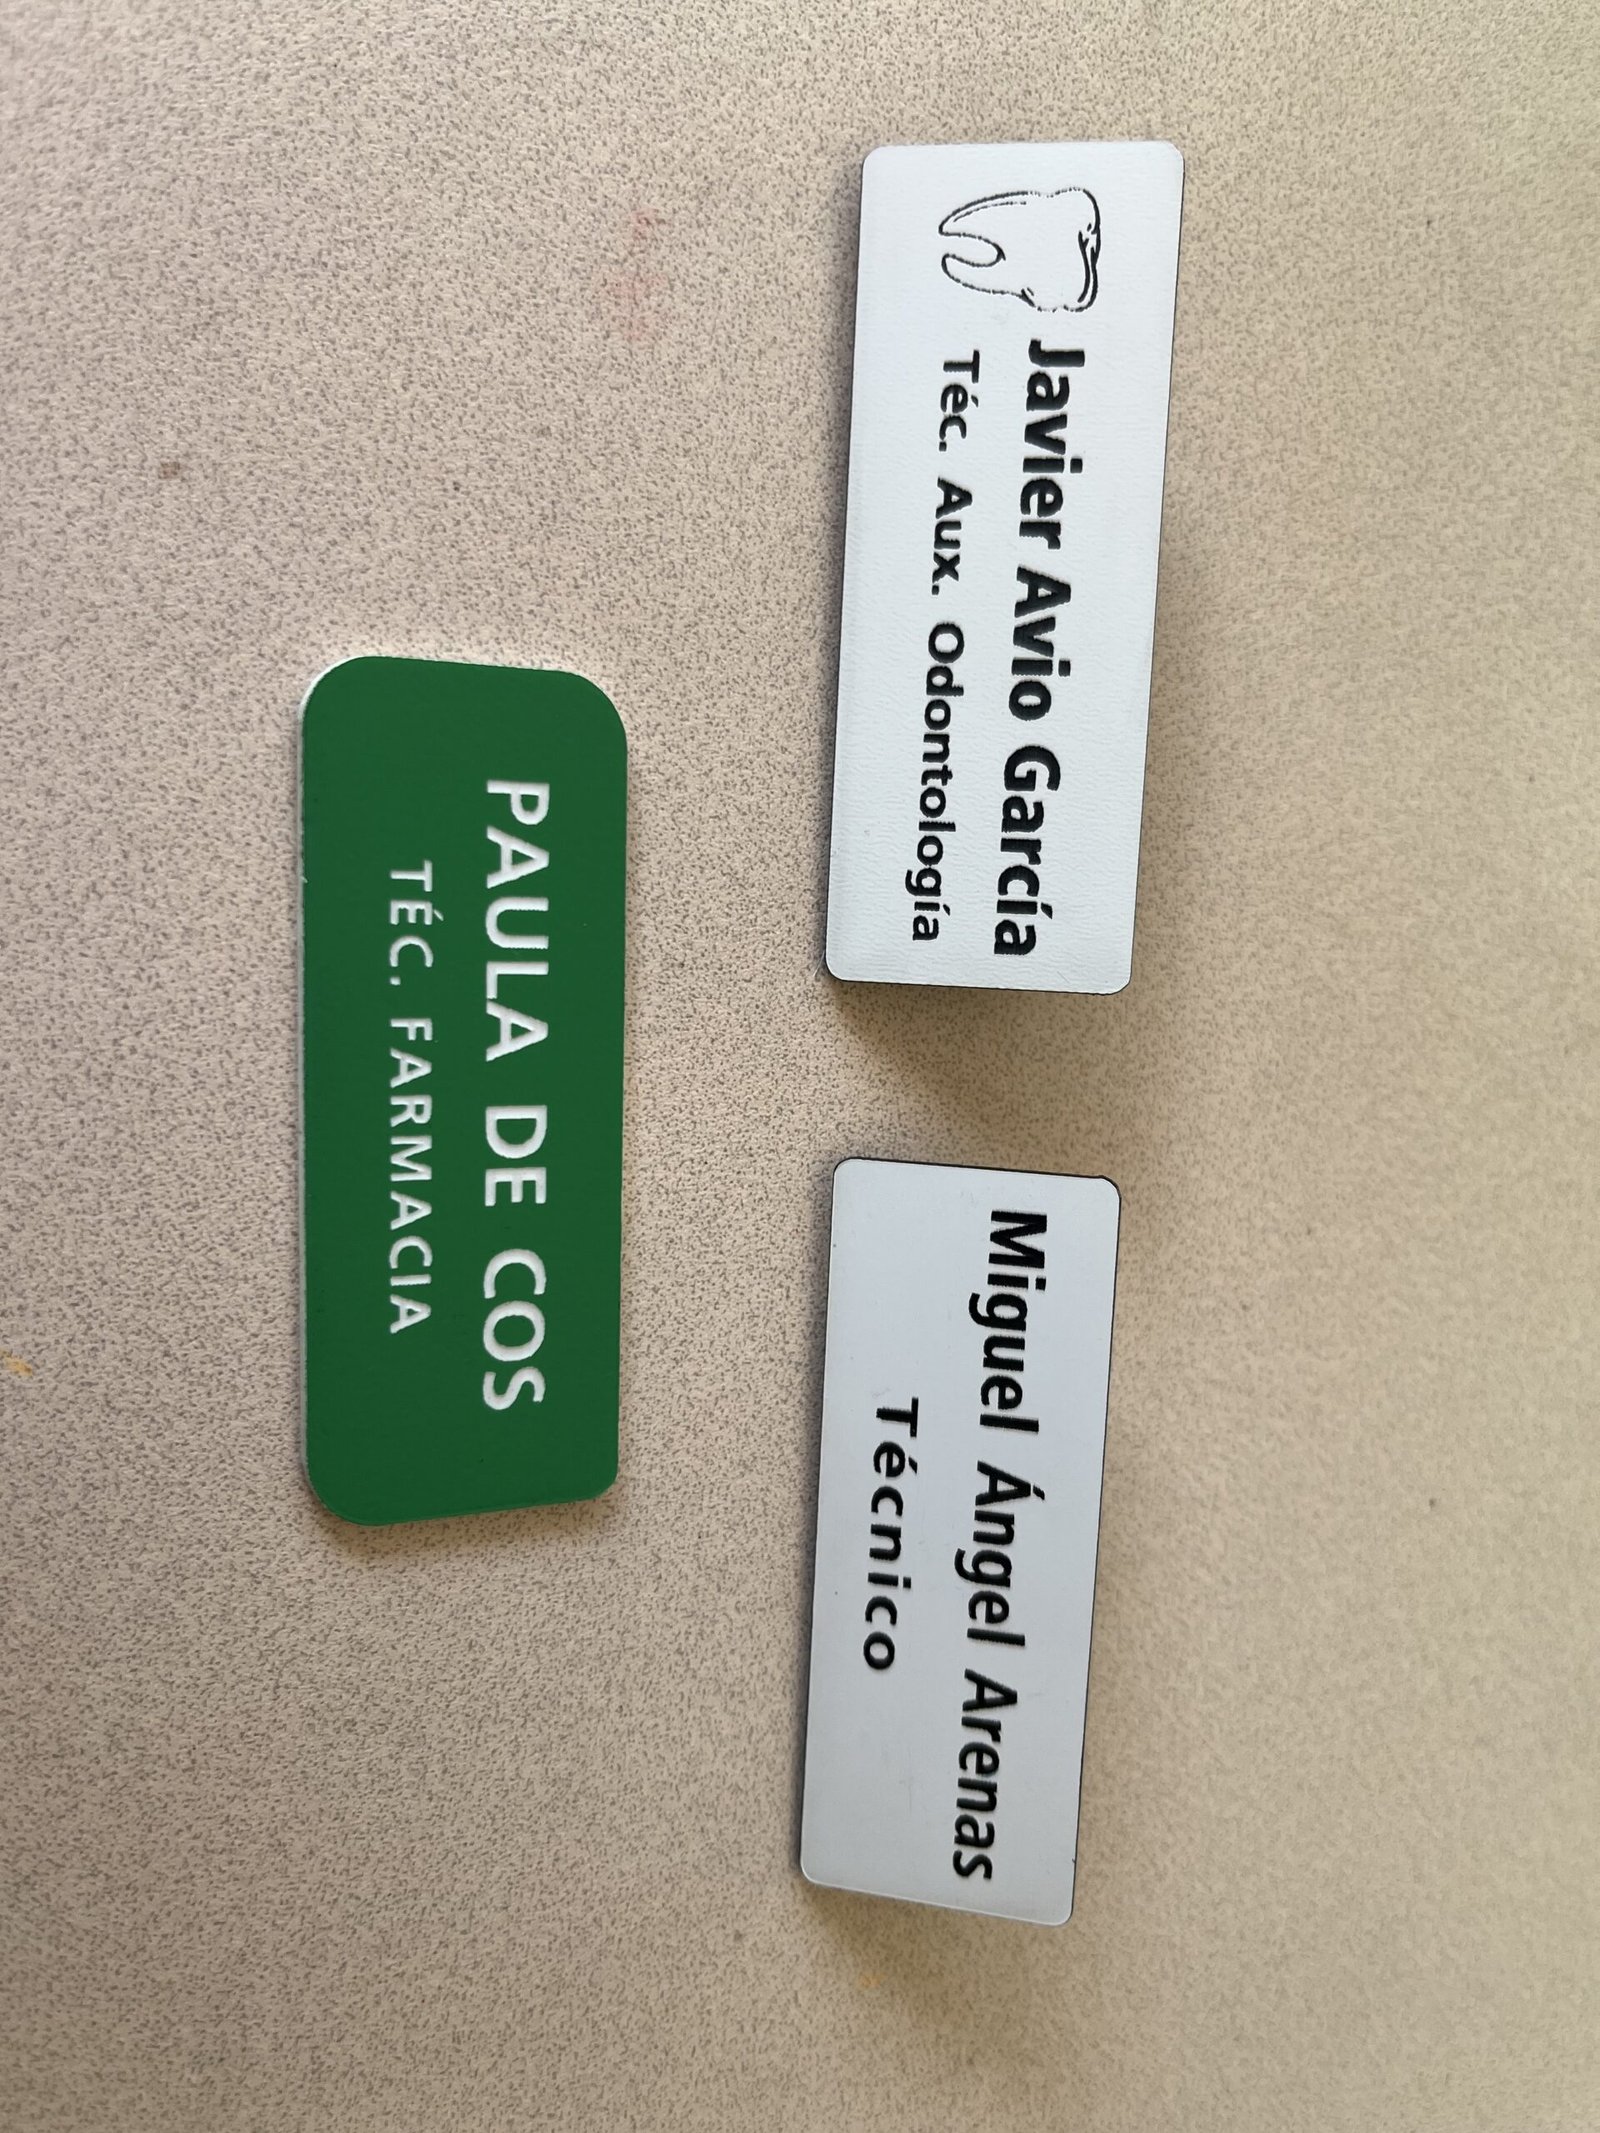 Javier Avio García
Téc. Aux. Odontología
Miguel Ángel Arenas
Técnico
PAULA DE COS
TÉC. FARMACIA